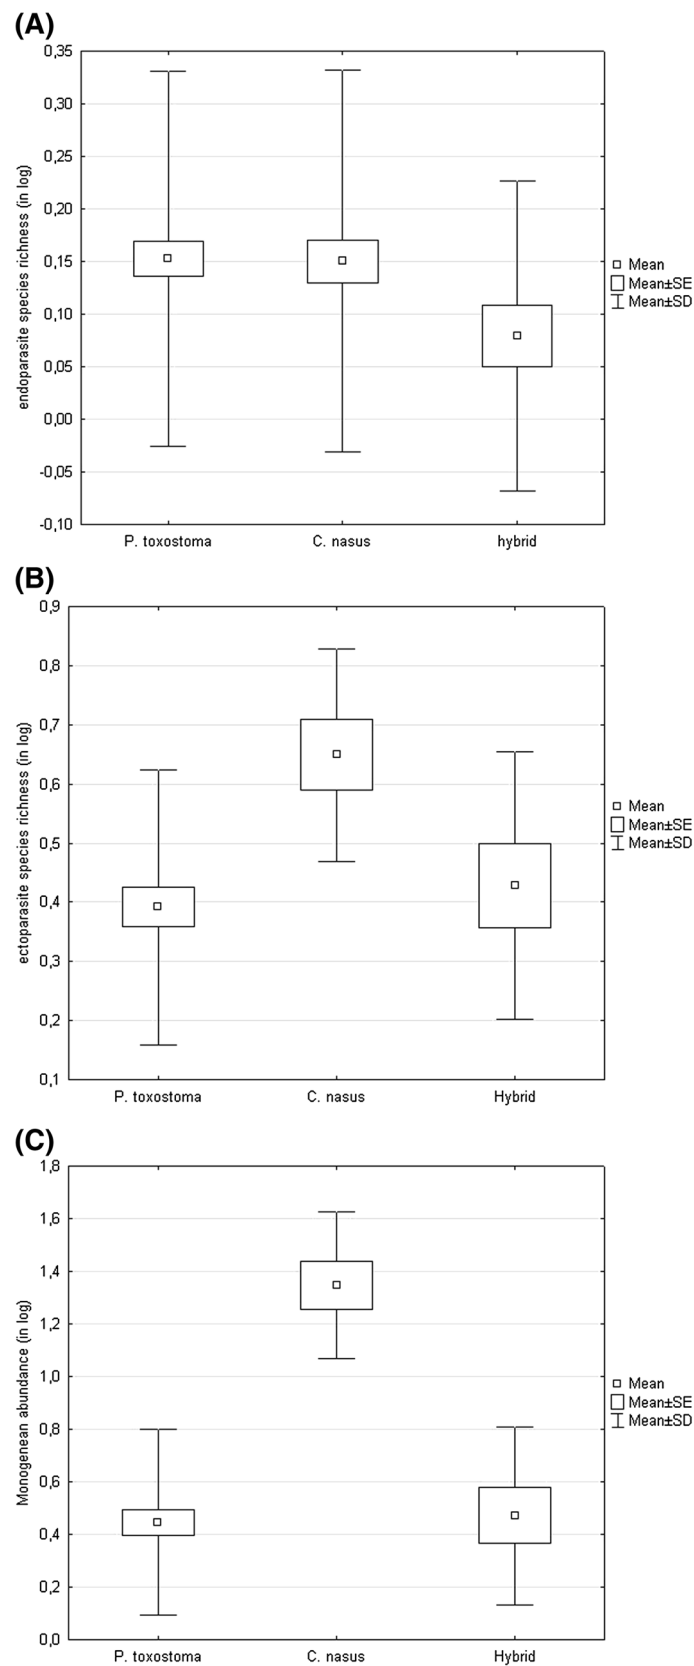 (A)
endoparasite species richness (in log)
0,35
0,30
0,25
0,20
0,15
0,10
0,05
0,00
-0,05
-0,10
P. toxostoma
C. nasus
hybrid
Mean
Mean±SE
Mean±SD
(B)
ectoparasite species richness (in log)
0,9
0,8
0,7
0,6
0,5
0,4
0,3
0,2
0,1
P. toxostoma
C. nasus
Hybrid
Mean
Mean±SE
Mean±SD
(C)
Monogenean abundance (in log)
1,8
1,6
1,4
1,2
1,0
0,8
0,6
0,4
0,2
0,0
P. toxostoma
C. nasus
Hybrid
Mean
Mean±SE
Mean±SD